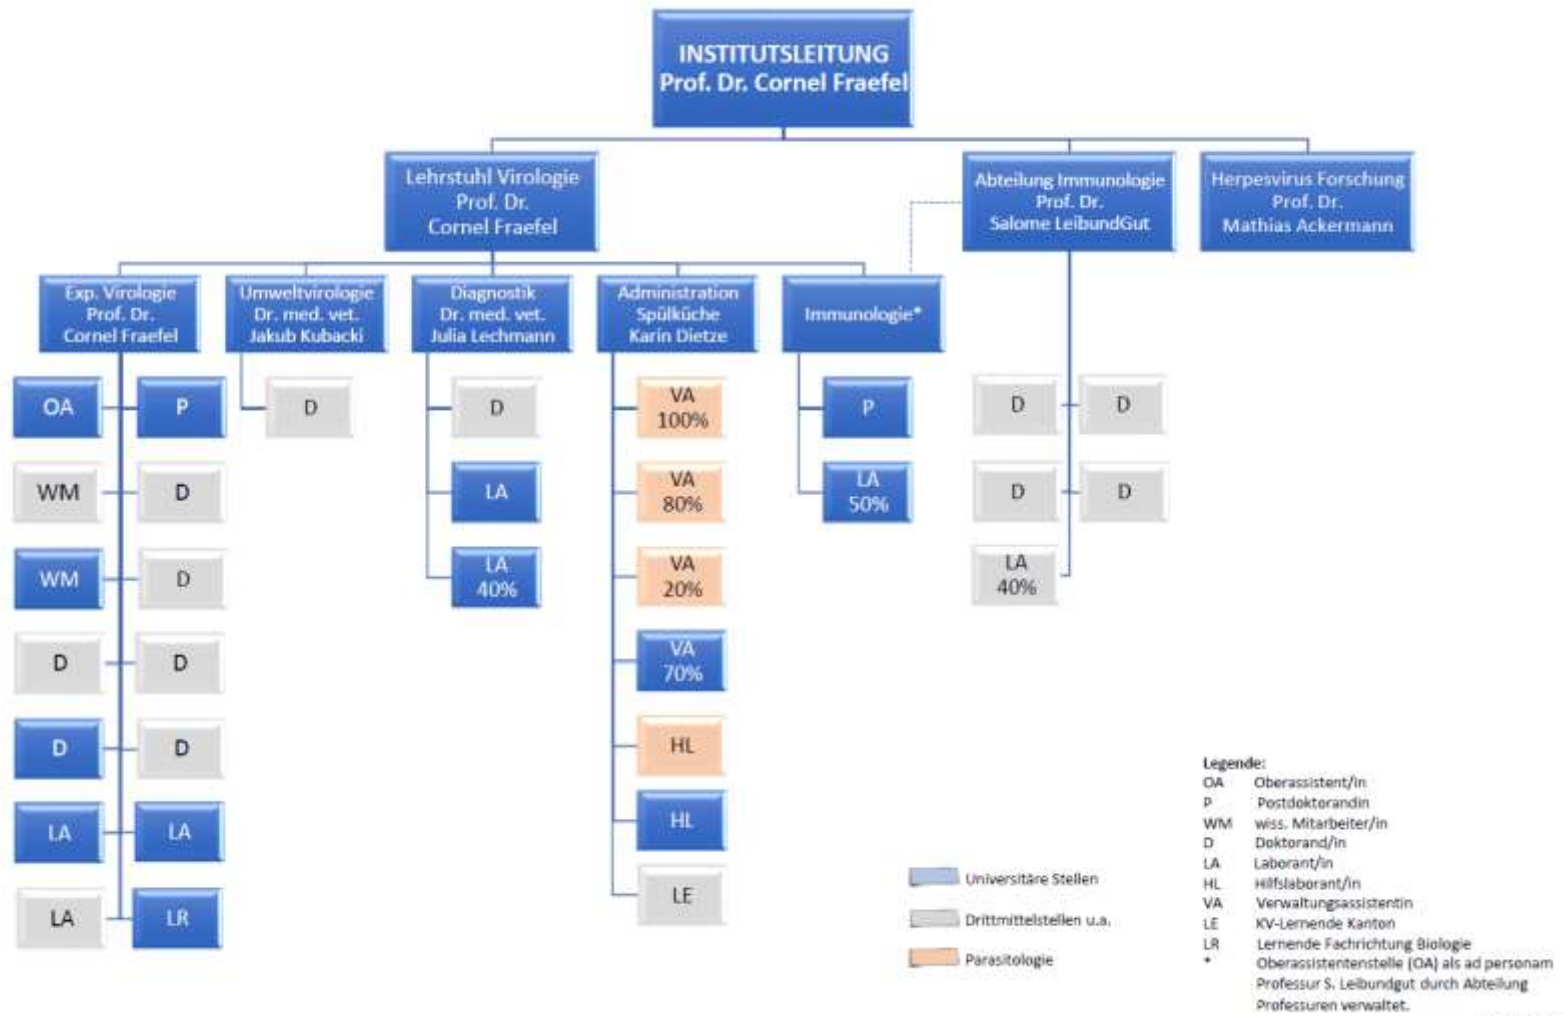 INSTITUTSLEITUNG
Prof. Dr. Cornel Fraefel
Lehrstuhl Virologie
Prof. Dr.
Cornel Fraefel
Abteilung Immunologie
Prof. Dr.
Salome LeibundGut
Herpesvirus Forschung
Prof. Dr.
Mathias Ackermann
Exp. Virologie
Prof. Dr.
Cornel Fraefel
Umweltvirologie
Dr. med. vet.
Jakub Kubacki
Diagnostik
Dr. med. vet.
Julia Lechmann
Administration
Spülküche
Karin Dietze
Immunologie*
OA
P
WM
D
WM
D
D
D
D
D
LA
LA
LA
LR
D
D
LA
LA
40%
VA
100%
VA
80%
VA
20%
VA
70%
HL
HL
LE
P
LA
50%
D
D
D
D
LA
40%
Universitäre Stellen
Drittmittelstellen u.a.
Parasitologie
Legende:
OA Oberassistent/in
P Postdoktorandin
WM wiss. Mitarbeiter/in
D Doktorand/in
LA Laborant/in
HL Hilfslaborant/in
VA Verwaltungsassistentin
LE KV-Lernende Kanton
LR Lernende Fachrichtung Biologie
* Oberassistentenstelle (OA) als ad personam
Professur S. Leibundgut durch Abteilung
Professuren verwaltet.